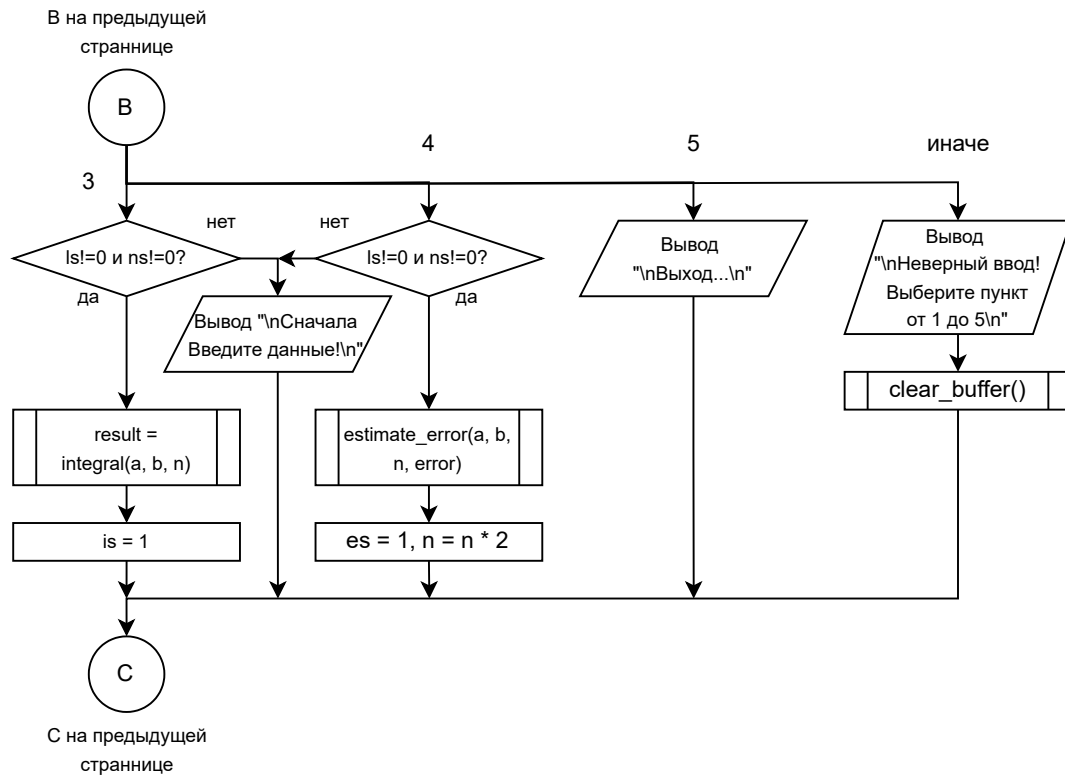 B на предыдущей
страннице
B
3
4
5
иначе
ls!=0 и ns!=0?
нет
да
нет
ls!=0 и ns!=0?
да
Вывод "\nСначала
Введите данные!\n"
Вывод
"\nВыход...\n"
Вывод
"\nНеверный ввод!
Выберите пункт
от 1 до 5\n"
clear_buffer()
result =
integral(a, b, n)
estimate_error(a, b,
n, error)
is = 1
es = 1, n = n * 2
C
C на предыдущей
страннице